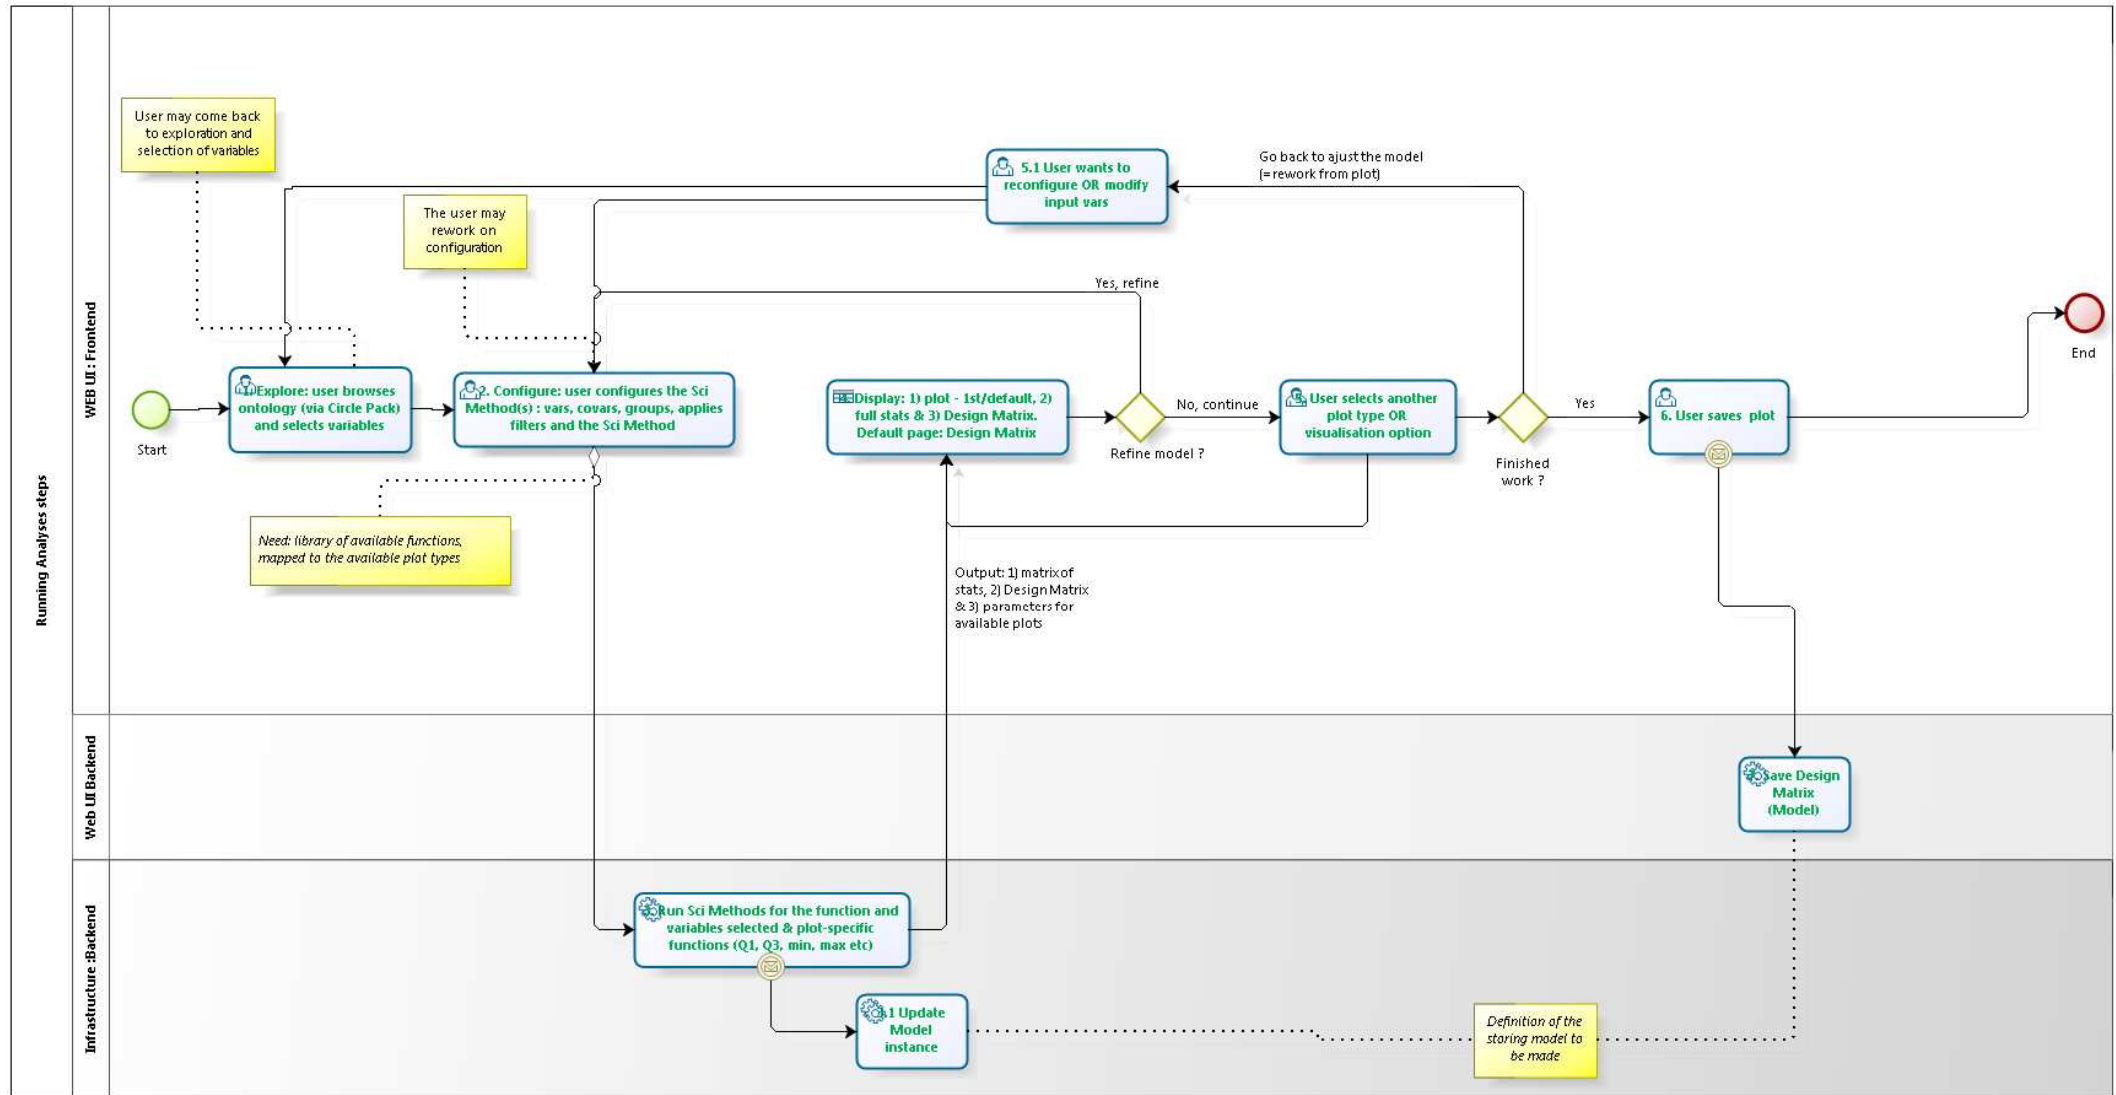 Running Analyses steps
WEB UI : Frontend
Web UI Backend
Infrastructure :Backend
User may come back
to exploration and
selection of variables
The user may
rework on
configuration
5.1 User wants to
reconfigure OR modify
input vars
Go back to ajust the model
(= rework from plot)
Yes, refine
Start
1. Explore: user browses
ontology (via Circle Pack)
and selects variables
2. Configure: user configures the Sci
Method(s) : vars, covars, groups, applies
filters and the Sci Method
Display: 1) plot - 1st/default, 2)
full stats & 3) Design Matrix.
Default page: Design Matrix
Refine model ?
No, continue
User selects another
plot type OR
visualisation option
Finished
work ?
Yes
6. User saves plot
End
Need: library of available functions,
mapped to the available plot types
Output: 1) matrix of
stats, 2) Design Matrix
& 3) parameters for
available plots
Save Design
Matrix
(Model)
Run Sci Methods for the function and
variables selected & plot-specific
functions (Q1, Q3, min, max etc)
.1 Update
Model
instance
Definition of the
storing model to
be made